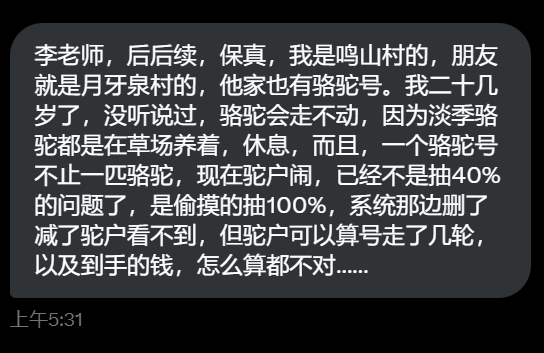 李老师，后后续，保真，我是鸣山村的，朋友
就是月牙泉村的，他家也有骆驼号。我二十几
岁了，没听说过，骆驼会走不动，因为淡季骆
驼都是在草场养着，休息，而且，一个骆驼号
不止一匹骆驼，现在驼户闹，已经不是抽40%
的问题了，是偷摸的抽100%，系统那边删了
减了驼户看不到，但驼户可以算号走了几轮，
以及到手的钱，怎么算都不对......
上午5:31